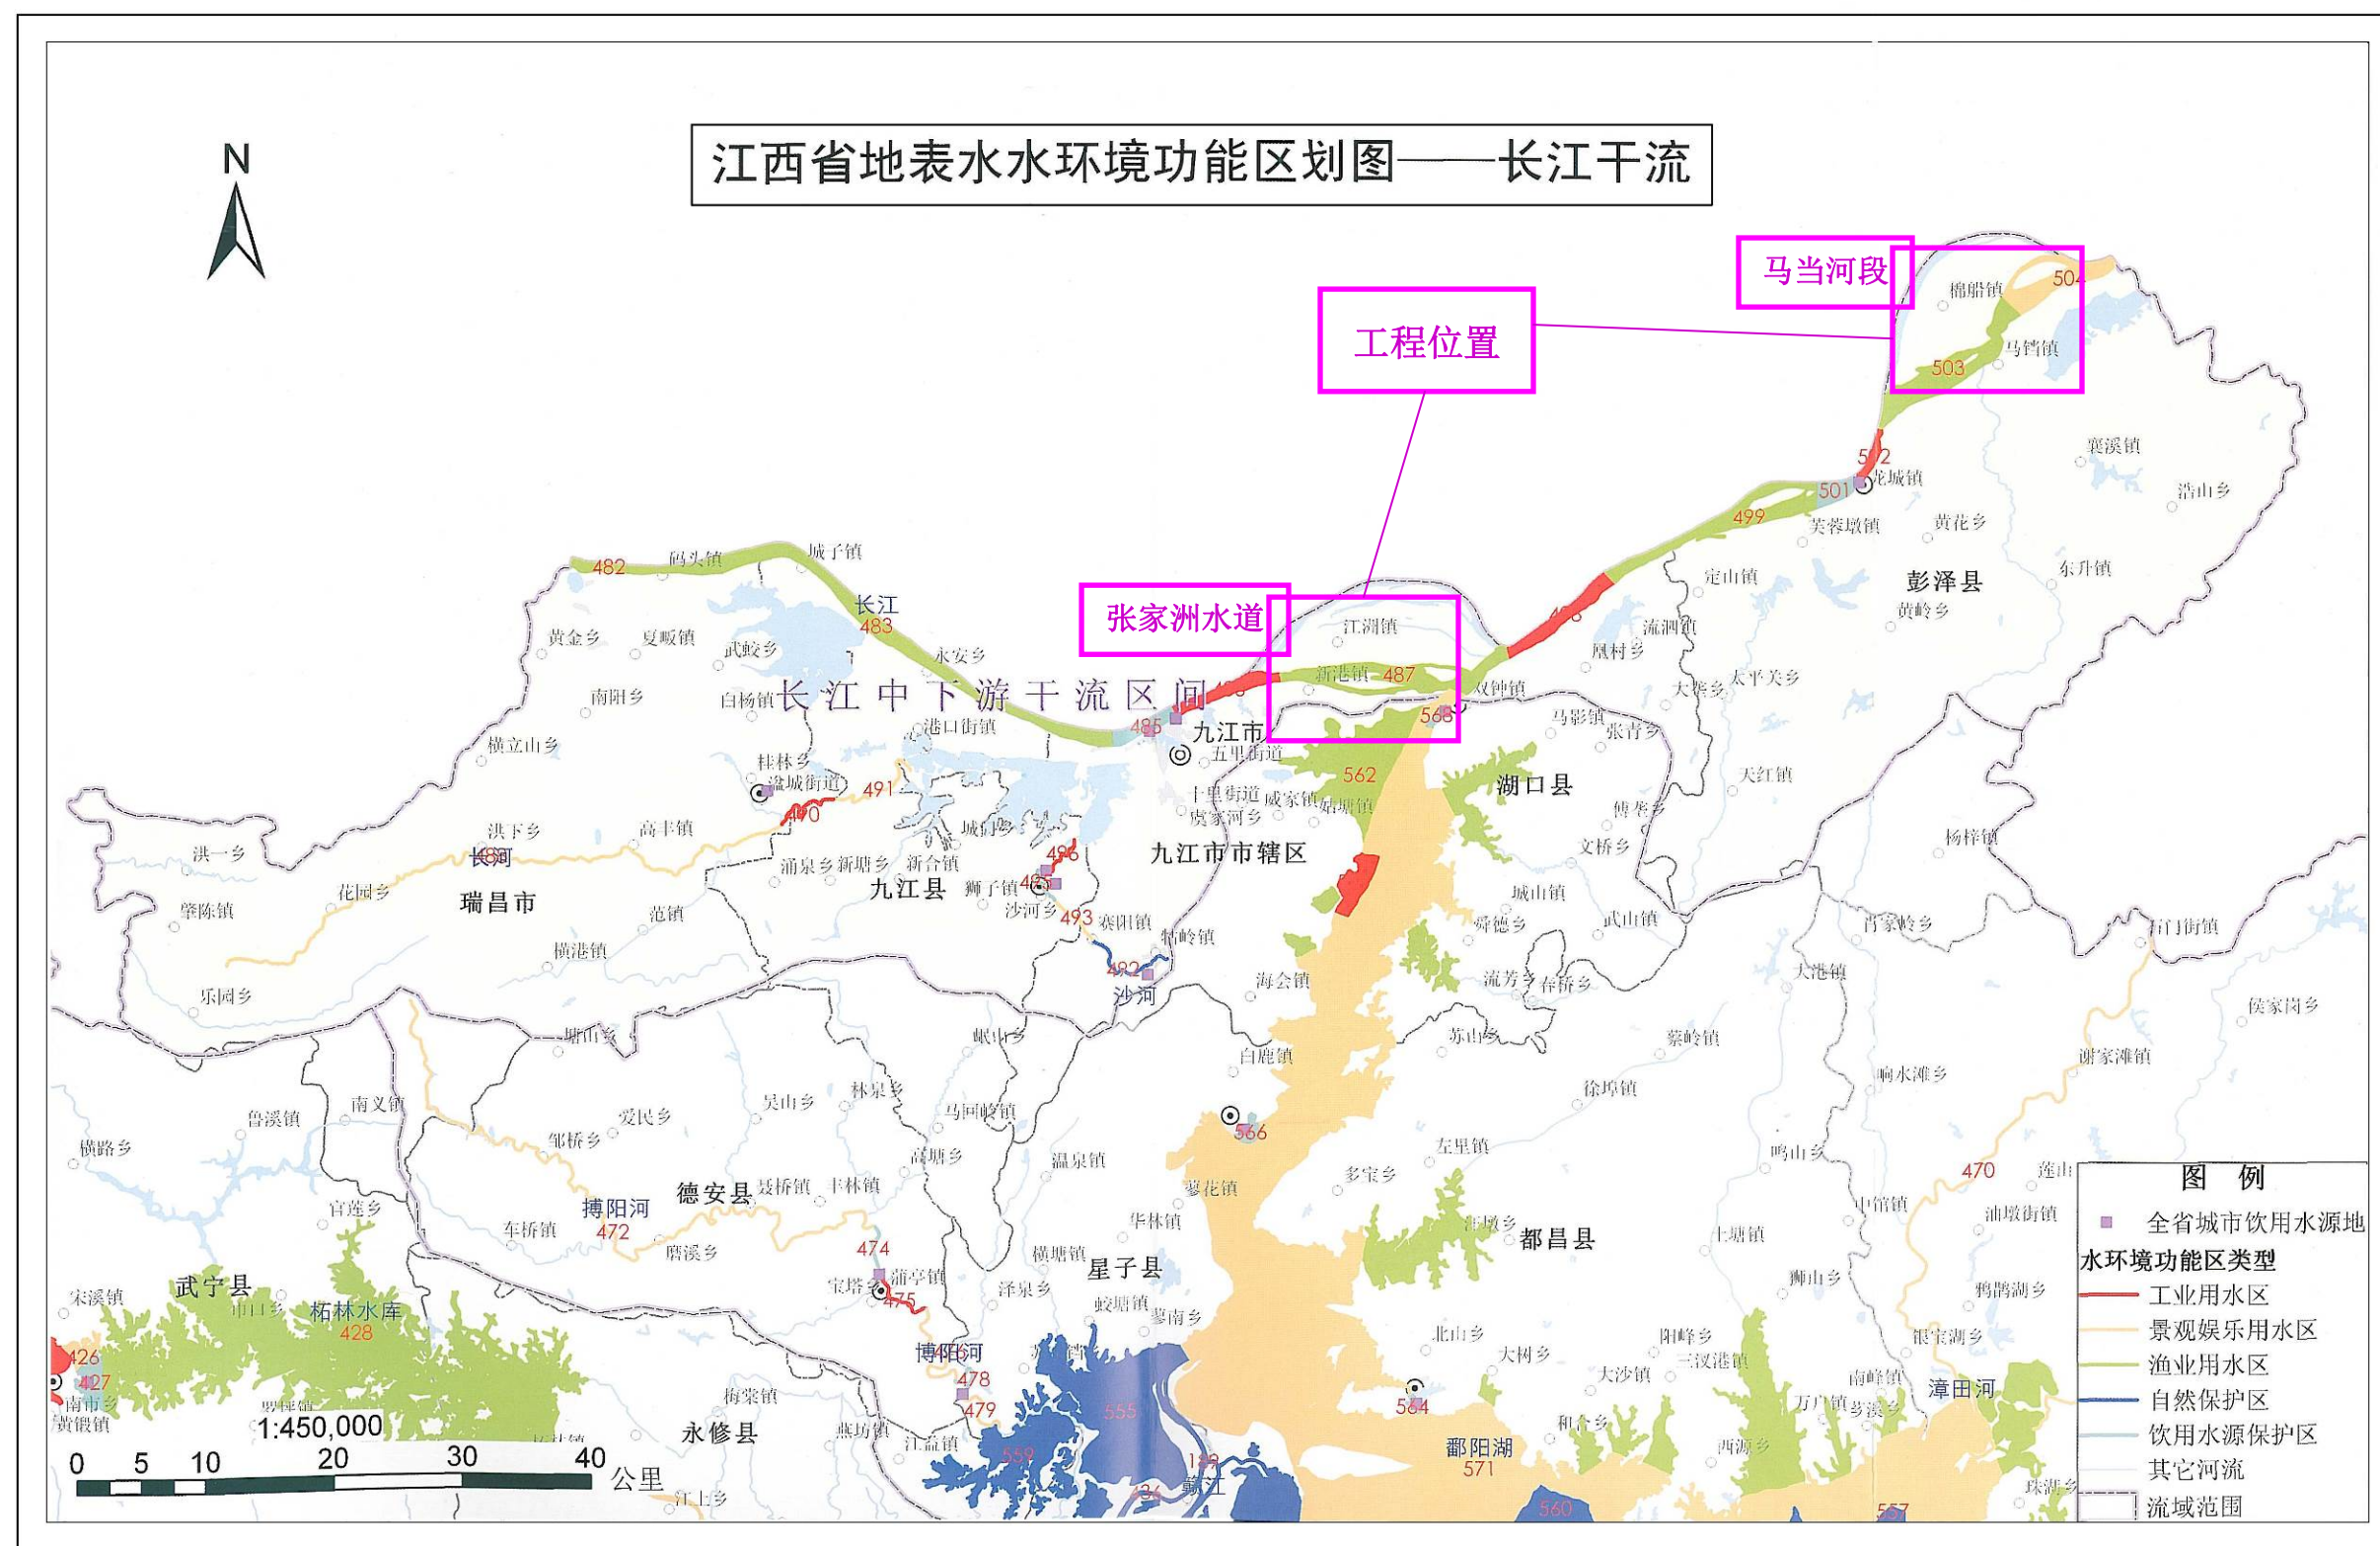 江西省地表水水环境功能区划图——长江干流
N
马当河段
504
棉船镇
工程位置
马垱镇
503
龙城镇
501
499
芙蓉墩镇
黄花乡
浩山乡
482
码头镇
城子镇
定山镇
彭泽县
东升镇
长江
483
张家洲水道
黄岭乡
黄金乡
夏畈镇
武蛟乡
永安乡
新港镇
487
双钟镇
凰村乡
流泗镇
太平关乡
南阳乡
白杨镇
长江中下游干流区间
485
九江市
马影镇
张青乡
横立山乡
港口街镇
五里街道
562
湖口县
天红镇
桂林乡
湓城街道
491
十里街道
威家镇
姑塘镇
洪下乡
高丰镇
虞家河乡
文桥乡
杨梓镇
洪一乡
长河
九江市市辖区
涌泉乡
新塘乡
新合镇
瑞昌市
九江县
狮子镇
沙河乡
493
赛阳镇
城山镇
花园乡
肇陈镇
范镇
横港镇
牯岭镇
舜德乡
武山镇
492
沙河
海会镇
流芳乡
大港镇
乐园乡
侯家岗乡
岷山乡
苏山乡
蔡岭镇
白鹿镇
谢家滩镇
响水滩乡
南义镇
鲁溪镇
爱民乡
吴山乡
林泉乡
马回岭镇
徐埠镇
横路乡
邹桥乡
高塘乡
温泉镇
566
左里镇
鸣山乡
多宝乡
470
莲山
官莲乡
德安县
聂桥镇
丰林镇
蓼花镇
博阳河
472
车桥镇
磨溪乡
华林镇
都昌县
土塘镇
中馆镇
油墩街镇
474
横塘镇
星子县
武宁县
宋溪镇
宝塔乡
蒲亭镇
475
泽泉乡
狮山乡
鸦鹊湖乡
柘林水库
428
蛟塘镇
蓼南乡
北山乡
阳峰乡
三汊港镇
银宝湖乡
大树乡
大沙镇
博阳河
426
427
478
479
梅棠镇
永修县
燕坊镇
江益镇
555
559
564
和合乡
万户镇
芗溪乡
南峰镇
漳田河
鄱阳湖
571
西源乡
珠湖乡
赣江
436
560
557
江上乡
1:450,000
0 5 10 20 30 40 公里
图 例
全省城市饮用水源地
水环境功能区类型
工业用水区
景观娱乐用水区
渔业用水区
自然保护区
饮用水源保护区
其它河流
流域范围